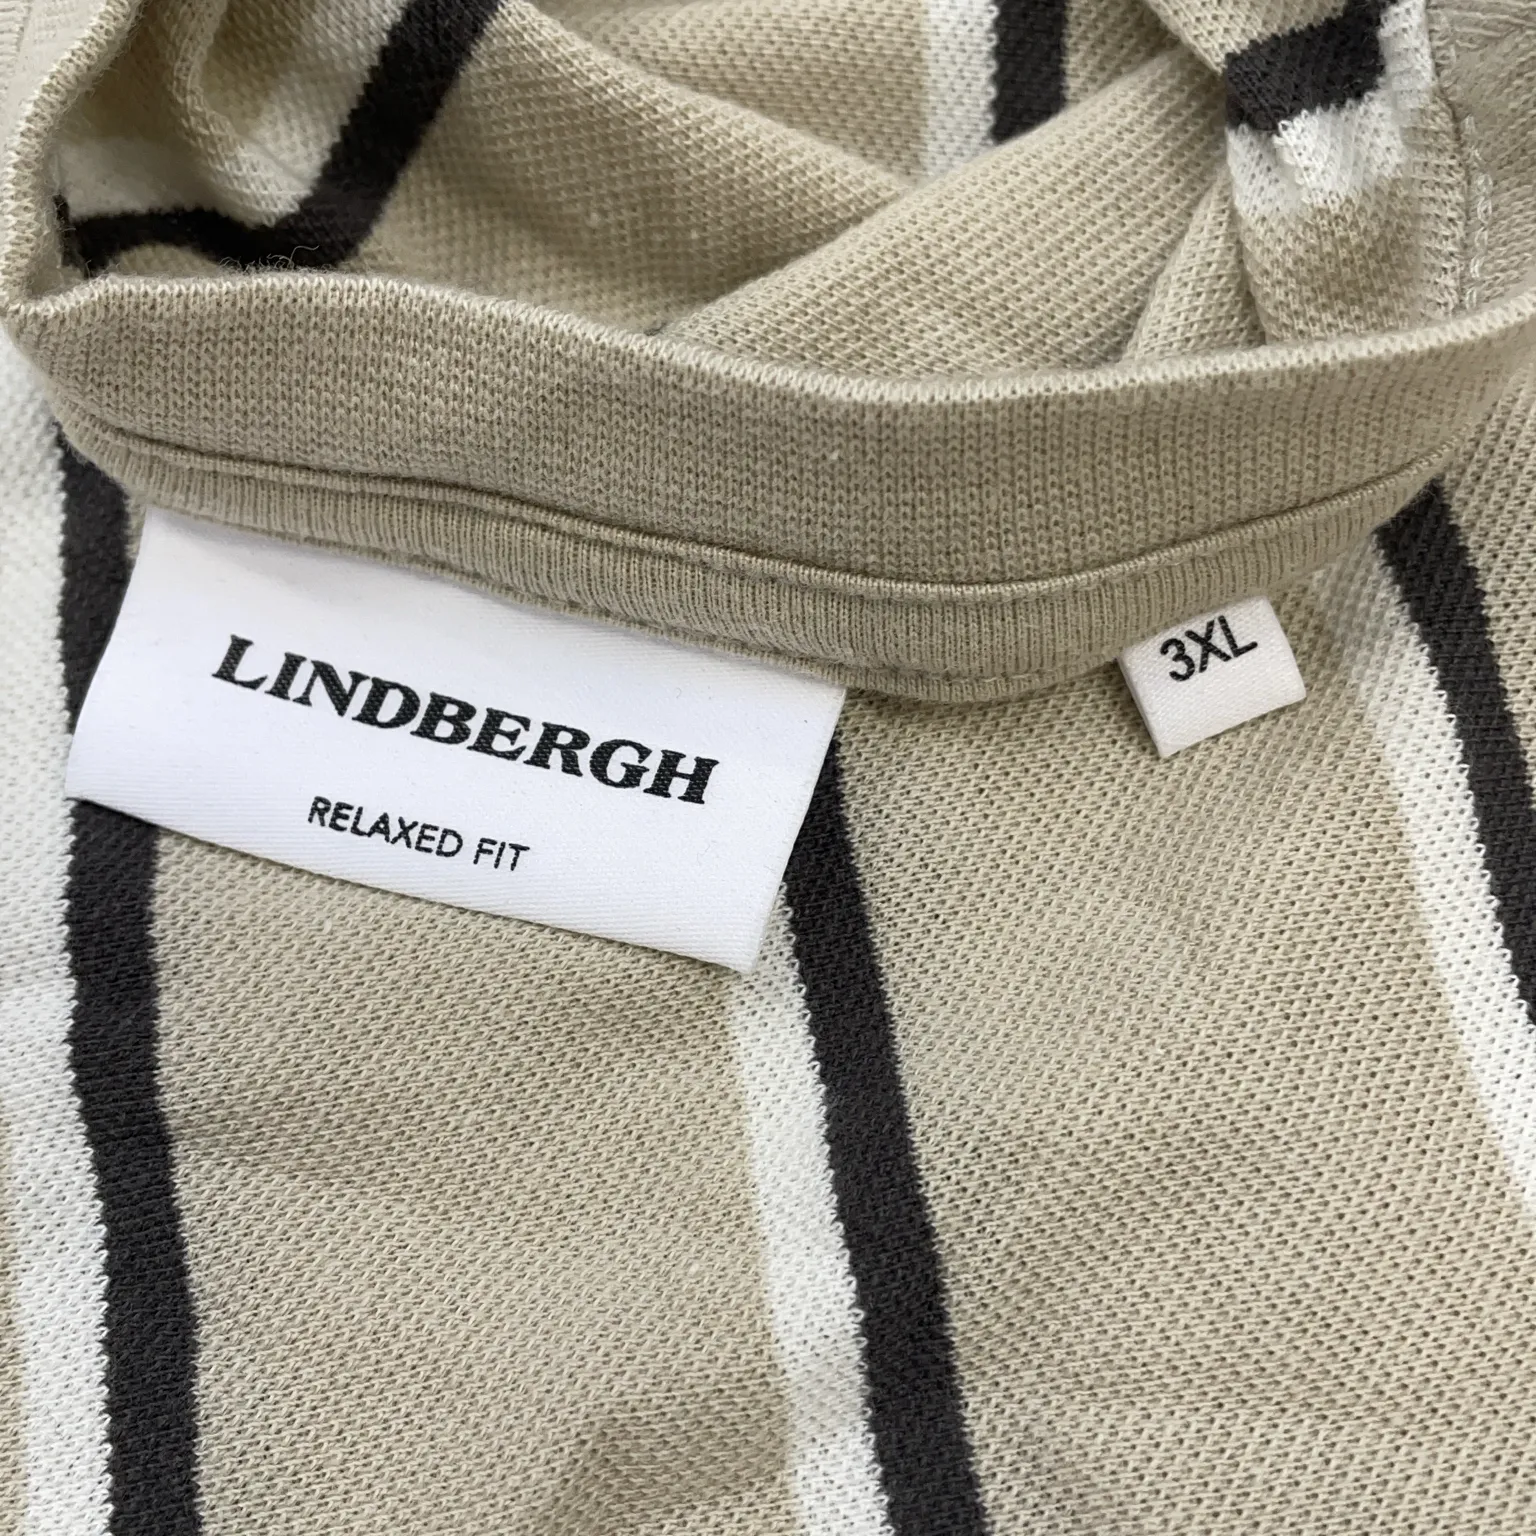 LINDBERGH
RELAXED FIT
3XL